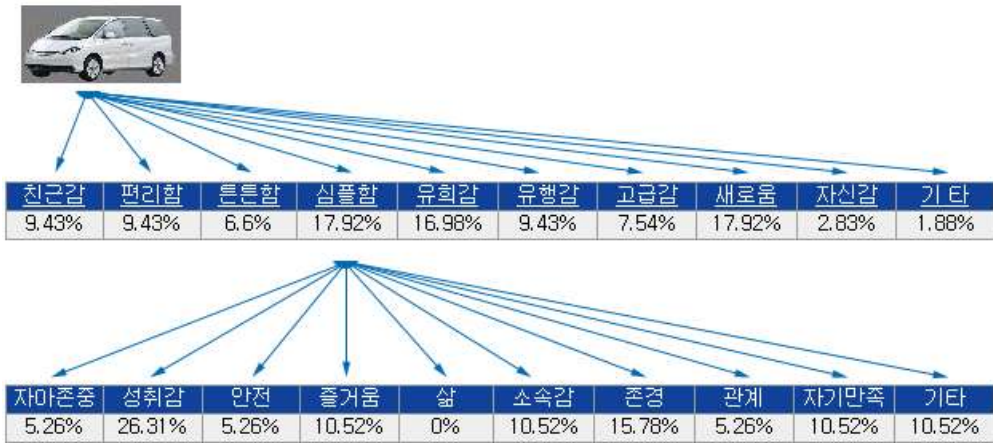 친근감 편리함 튼튼함 심플함 유희감 유행감 고급감 새로움 자신감 기타
9.43% 9.43% 6.6% 17.92% 16.98% 9.43% 7.54% 17.92% 2.83% 1.88%
자아존중 성취감 안전 즐거움 삶 소속감 존경 관계 자기만족 기타
5.26% 26.31% 5.26% 10.52% 0% 10.52% 15.78% 5.26% 10.52% 10.52%